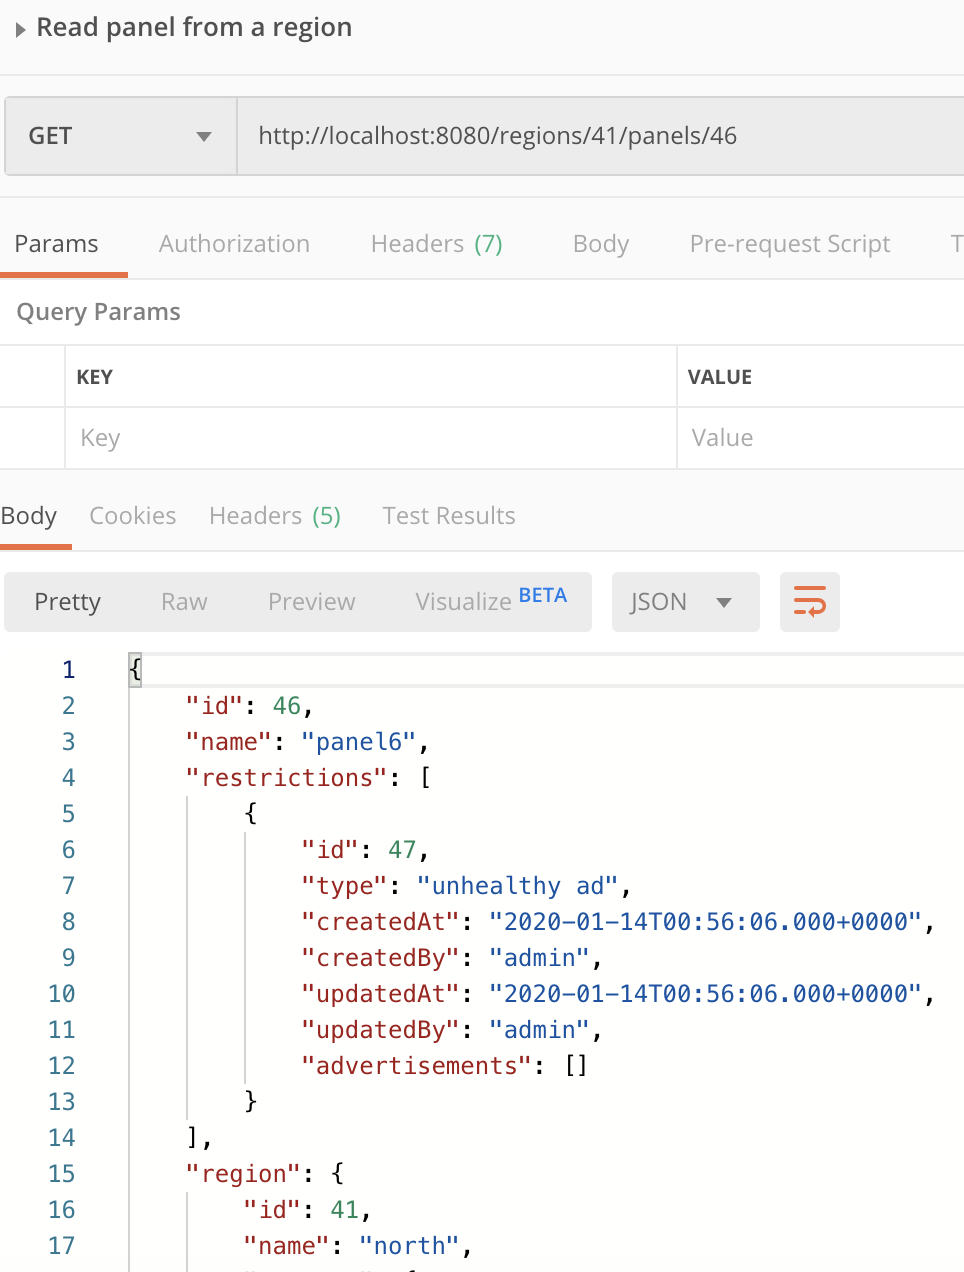 Read panel from a region
GET http://localhost:8080/regions/41/panels/46
Params Authorization Headers (7) Body Pre-request Script T
Query Params
KEY VALUE
Key Value
Body Cookies Headers (5) Test Results
Pretty Raw Preview Visualize BETA JSON
1 {
2 "id": 46,
3 "name": "panel6",
4 "restrictions": [
5 {
6 "id": 47,
7 "type": "unhealthy ad",
8 "createdAt": "2020-01-14T00:56:06.000+0000",
9 "createdBy": "admin",
10 "updatedAt": "2020-01-14T00:56:06.000+0000",
11 "updatedBy": "admin",
12 "advertisements": []
13 }
14 ],
15 "region": {
16 "id": 41,
17 "name": "north",